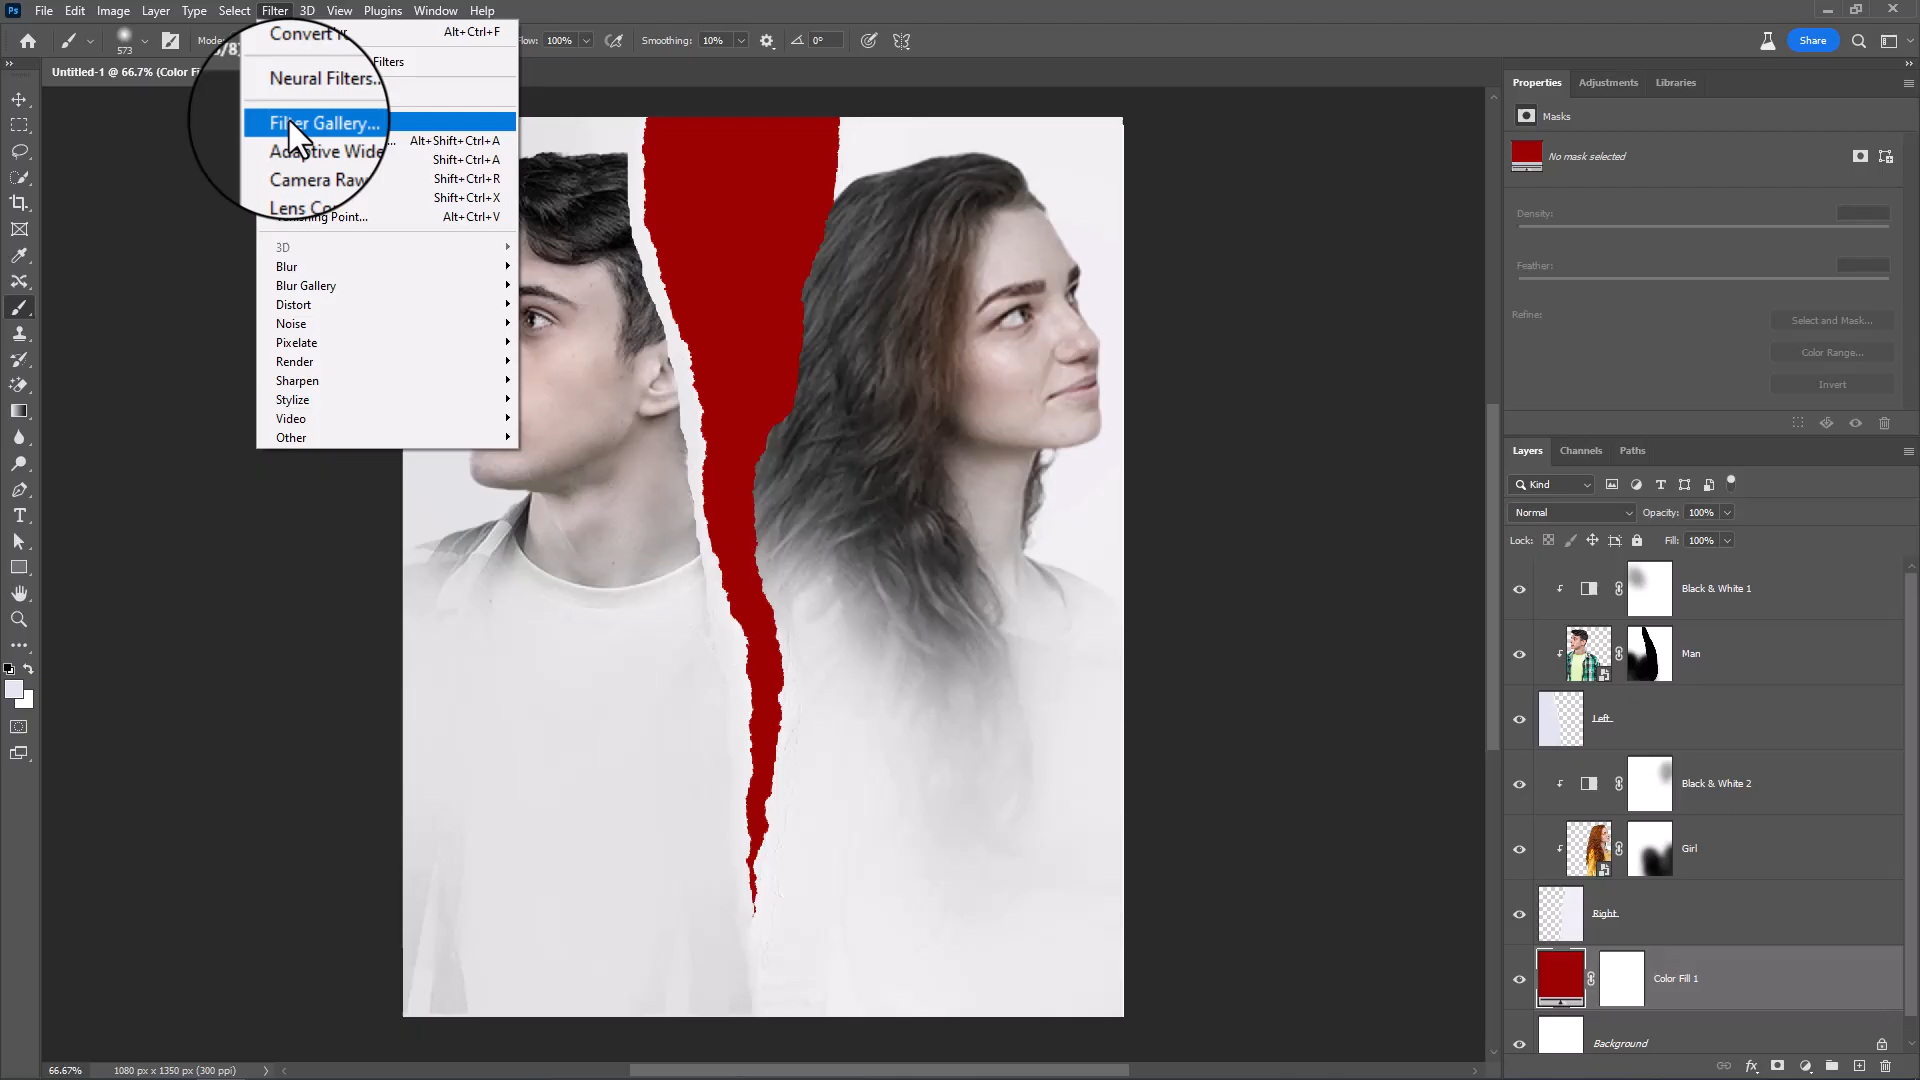 Ps File Edit Image Layer Type Select Filter 3D View Plugins Window Help
573 Mode Flow: 100% Smoothing: 10% 0° Share
Untitled-1 @ 66.7% (Color Fi
8/8
Convert Alt+Ctrl+F
Filters
Neural Filters...
Filter Gallery...
Adaptive Wide ... Alt+Shift+Ctrl+A
Camera Raw Shift+Ctrl+A
Lens Shift+Ctrl+R
Shift+Ctrl+X
Vanishing Point... Alt+Ctrl+V
3D
Blur
Blur Gallery
Distort
Noise
Pixelate
Render
Sharpen
Stylize
Video
Other
Properties Adjustments Libraries
Masks
No mask selected
Density:
Feather:
Refine:
Select and Mask...
Color Range...
Invert
Layers Channels Paths
Kind
Normal Opacity: 100%
Lock: Fill: 100%
Black & White 1
Man
Left
Black & White 2
Girl
Right
Color Fill 1
Background
fx
66.67% 1080 px x 1350 px (300 ppi)